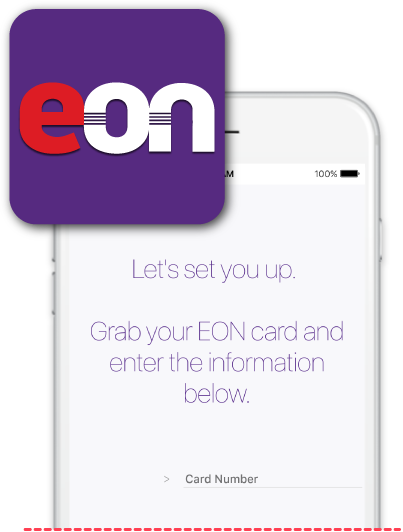 eon
AM
100%
Let's set you up.
Grab your EON card and
enter the information
below.
> Card Number